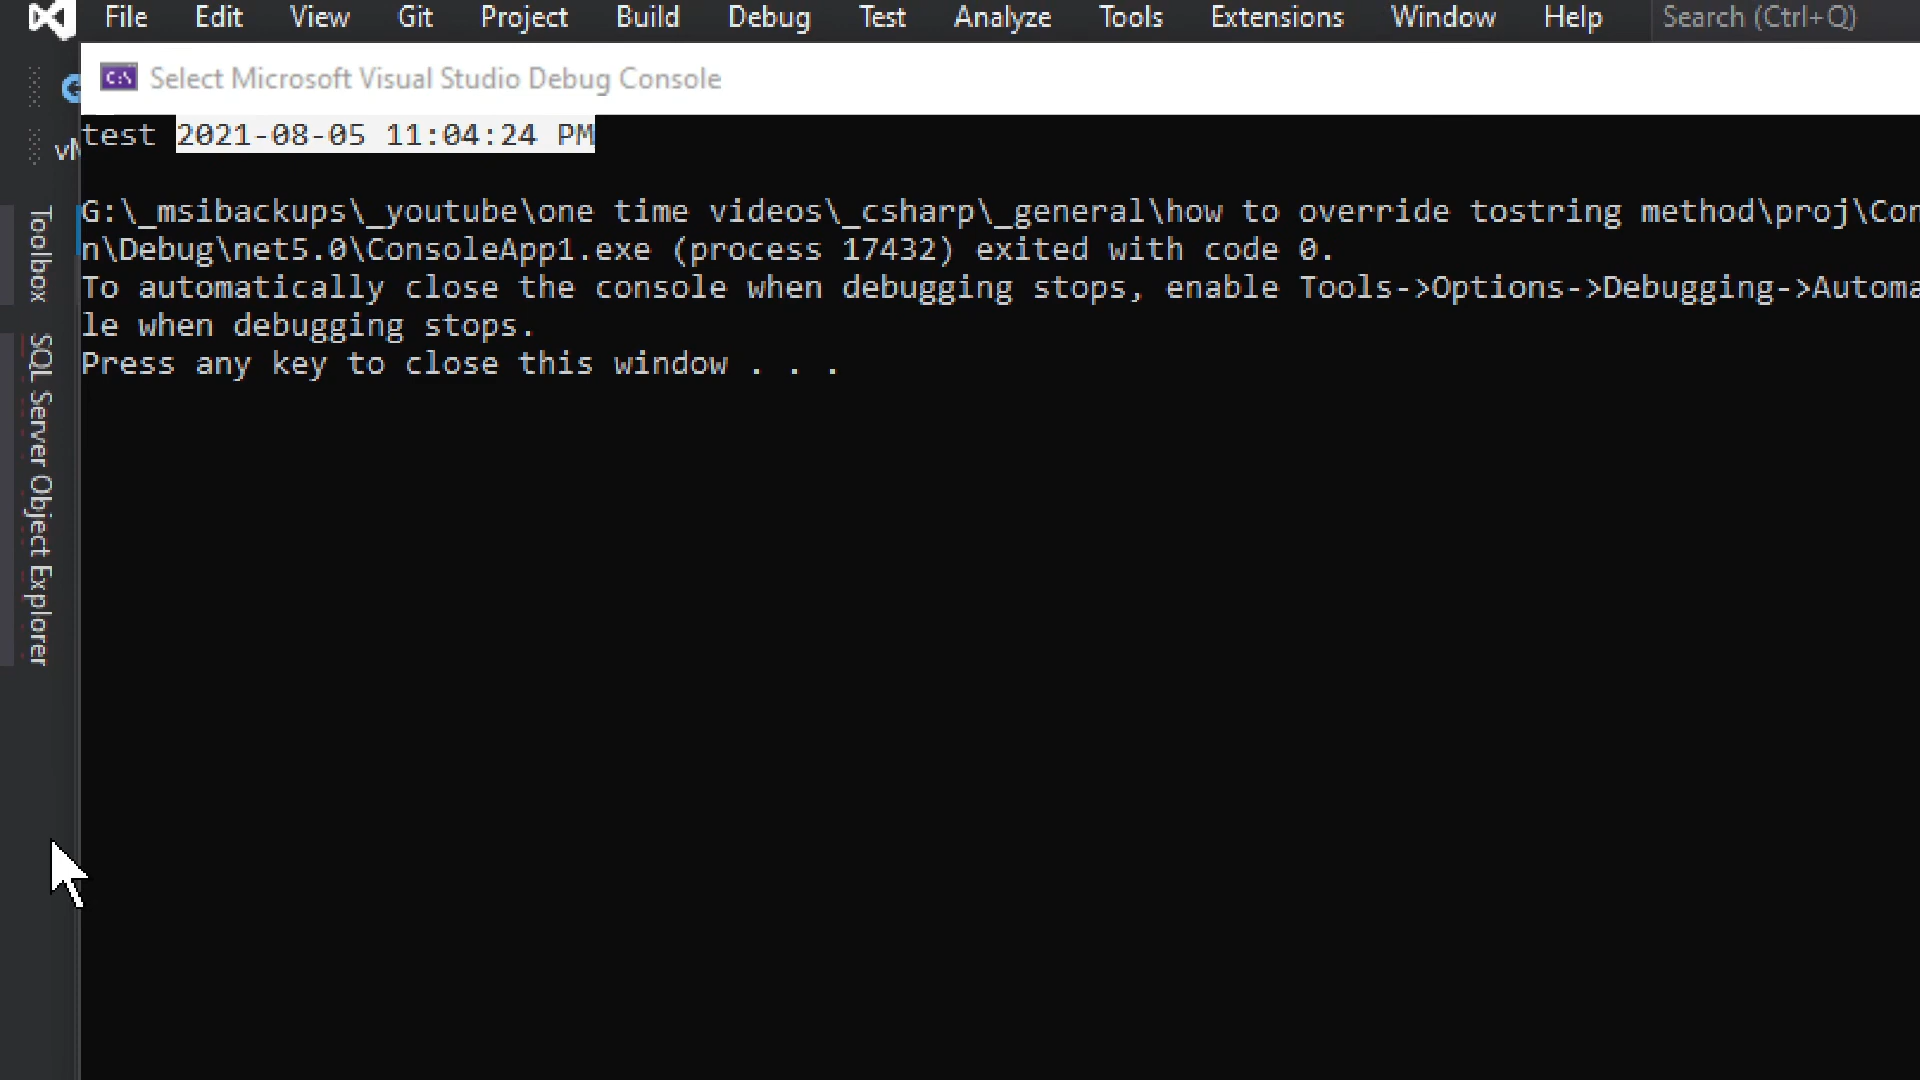 File Edit View Git Project Build Debug Test Analyze Tools Extensions Window Help Search (Ctrl+Q)
C:\ Select Microsoft Visual Studio Debug Console
test 2021-08-05 11:04:24 PM
G:\_msibackups\_youtube\one time videos\_csharp\_general\how to override tostring method\proj\Con
n\Debug\net5.0\ConsoleApp1.exe (process 17432) exited with code 0.
To automatically close the console when debugging stops, enable Tools->Options->Debugging->Automa
le when debugging stops.
Press any key to close this window . . .
Toolbox
SQL Server Object Explorer